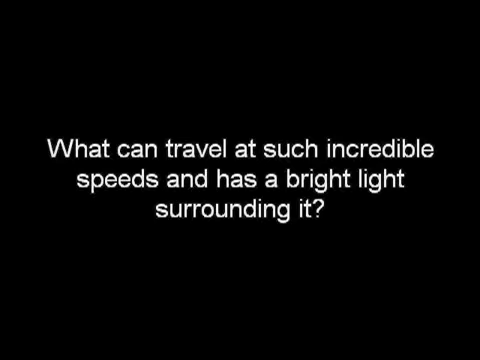 What can travel at such incredible
speeds and has a bright light
surrounding it?